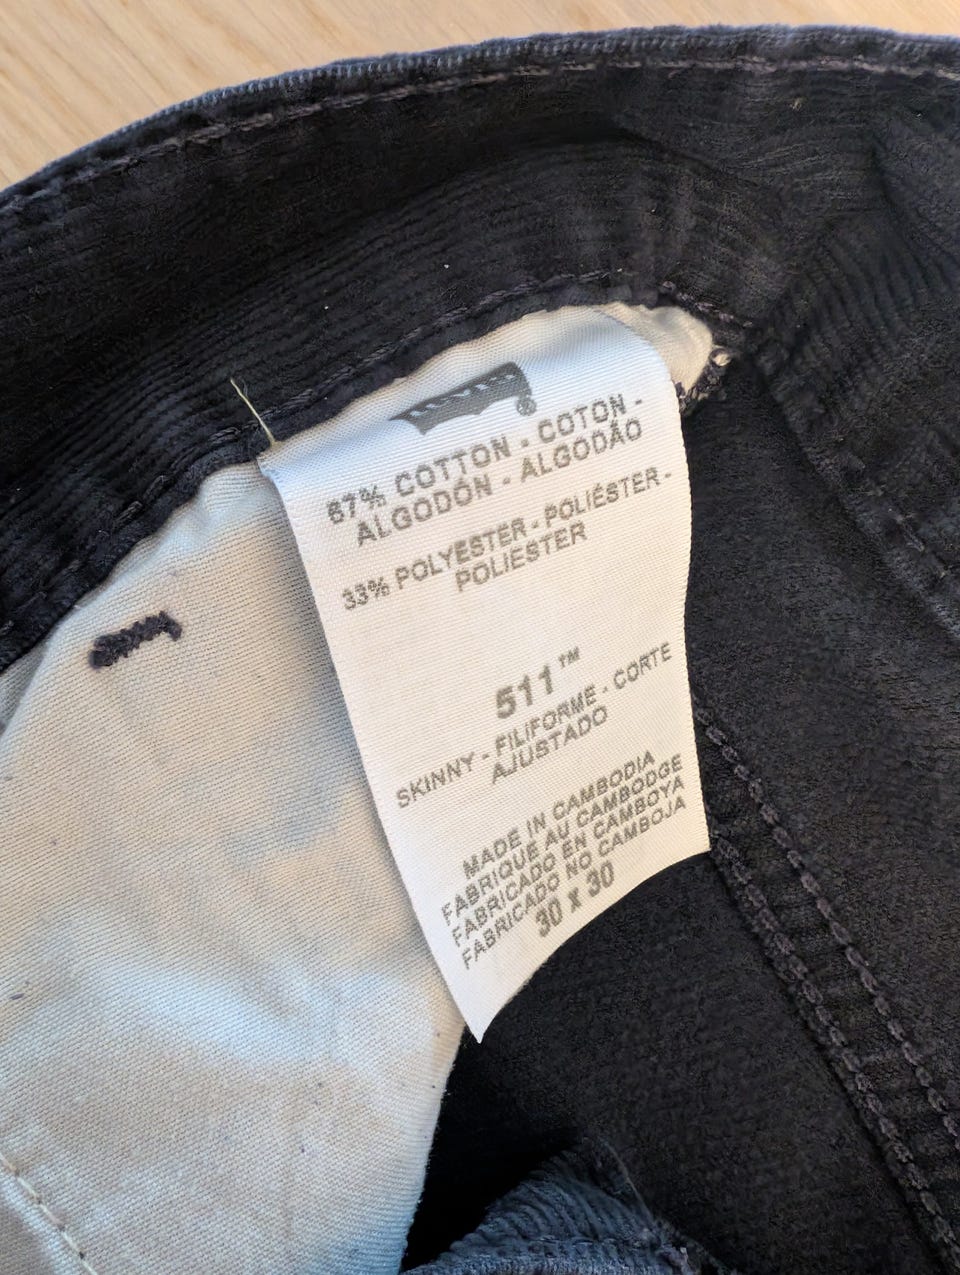 67% COTTON - COTON -
ALGODÓN - ALGODÃO
33% POLYESTER - POLIÉSTER -
POLIESTER
511™
SKINNY - FILIFORME - CORTE
AJUSTADO
MADE IN CAMBODIA
FABRIQUE AU CAMBODGE
FABRICADO EN CAMBOYA
FABRICADO NO CAMBOJA
30 x 30